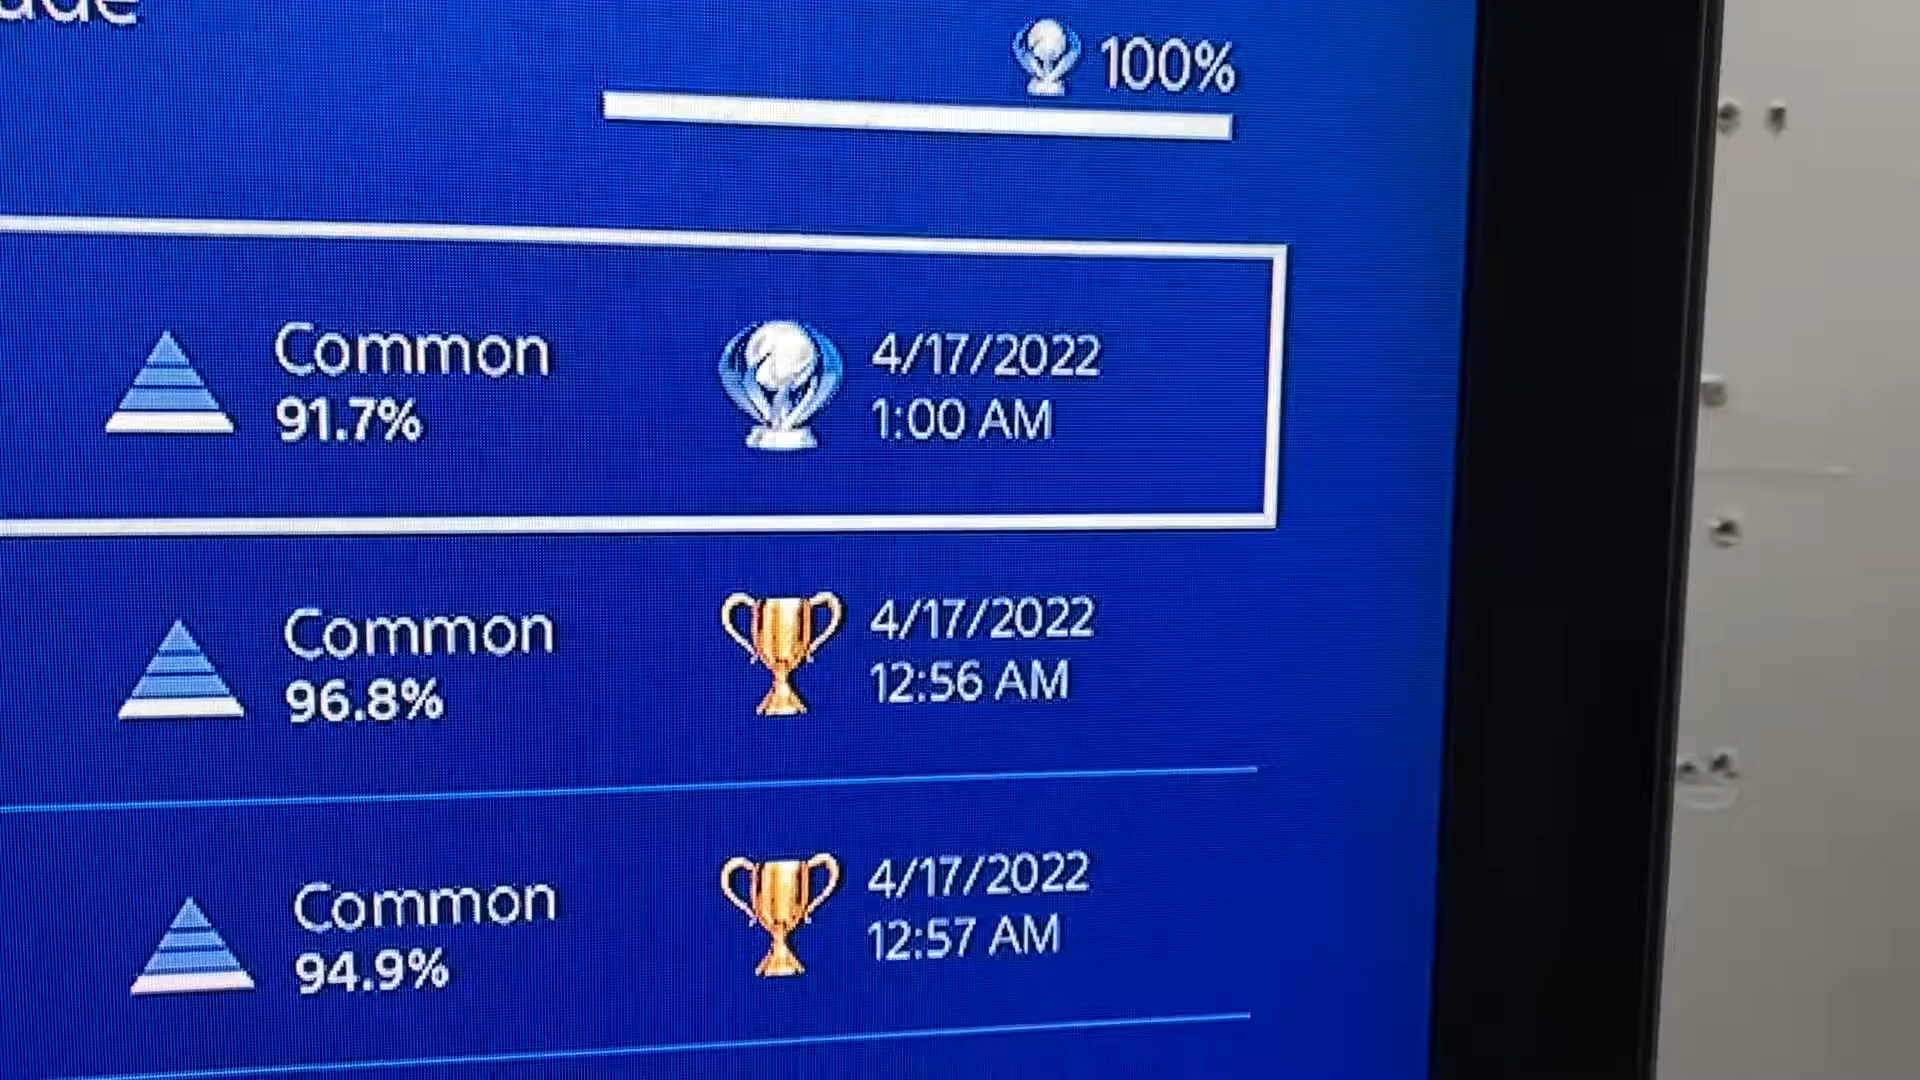 100%
Common
91.7%
4/17/2022
1:00 AM
Common
96.8%
4/17/2022
12:56 AM
Common
94.9%
4/17/2022
12:57 AM